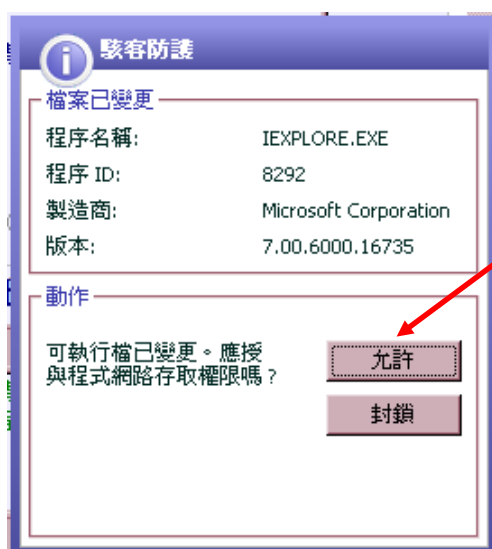 駭客防護
檔案已變更
程序名稱: IEXPLORE.EXE
程序 ID: 8292
製造商: Microsoft Corporation
版本: 7.00.6000.16735
動作
可執行檔已變更。應授
與程式網路存取權限嗎?
允許
封鎖